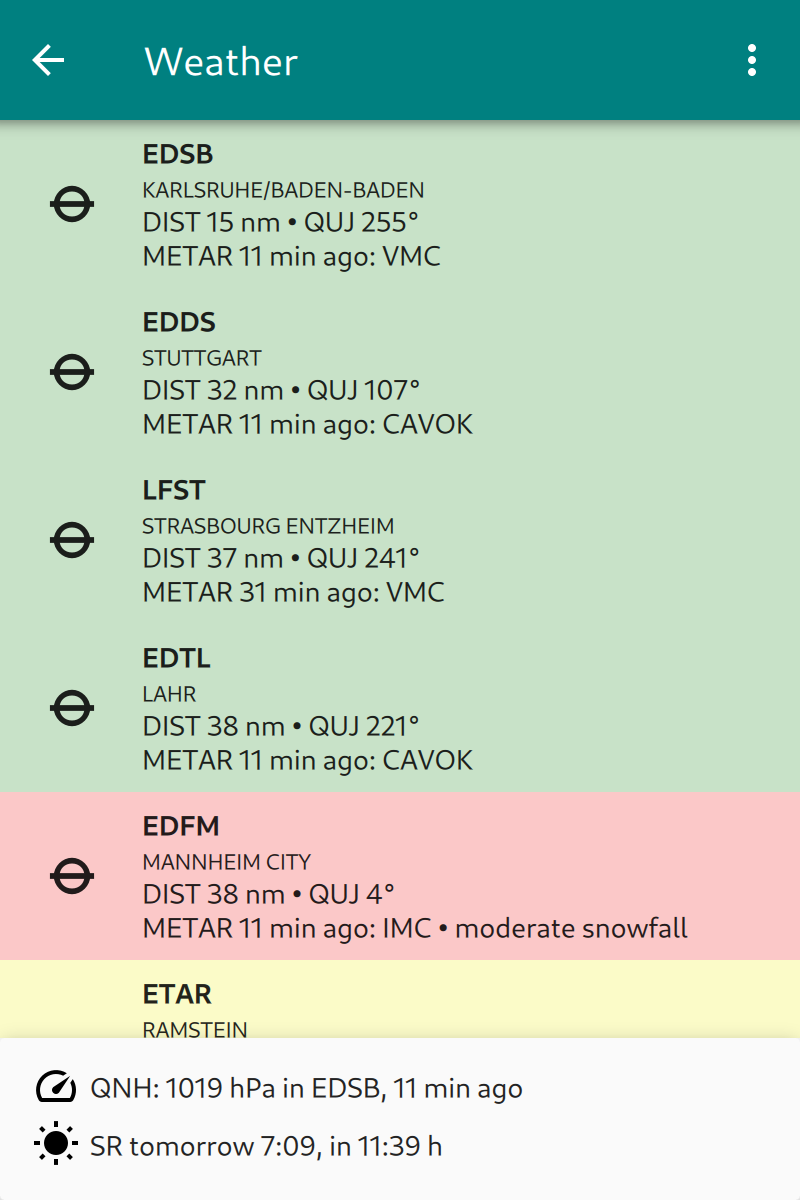 Weather
EDSB
KARLSRUHE/BADEN-BADEN
DIST 15 nm • QUJ 255°
METAR 11 min ago: VMC
EDDS
STUTTGART
DIST 32 nm • QUJ 107°
METAR 11 min ago: CAVOK
LFST
STRASBOURG ENTZHEIM
DIST 37 nm • QUJ 241°
METAR 31 min ago: VMC
EDTL
LAHR
DIST 38 nm • QUJ 221°
METAR 11 min ago: CAVOK
EDFM
MANNHEIM CITY
DIST 38 nm • QUJ 4°
METAR 11 min ago: IMC • moderate snowfall
ETAR
RAMSTEIN
QNH: 1019 hPa in EDSB, 11 min ago
SR tomorrow 7:09, in 11:39 h